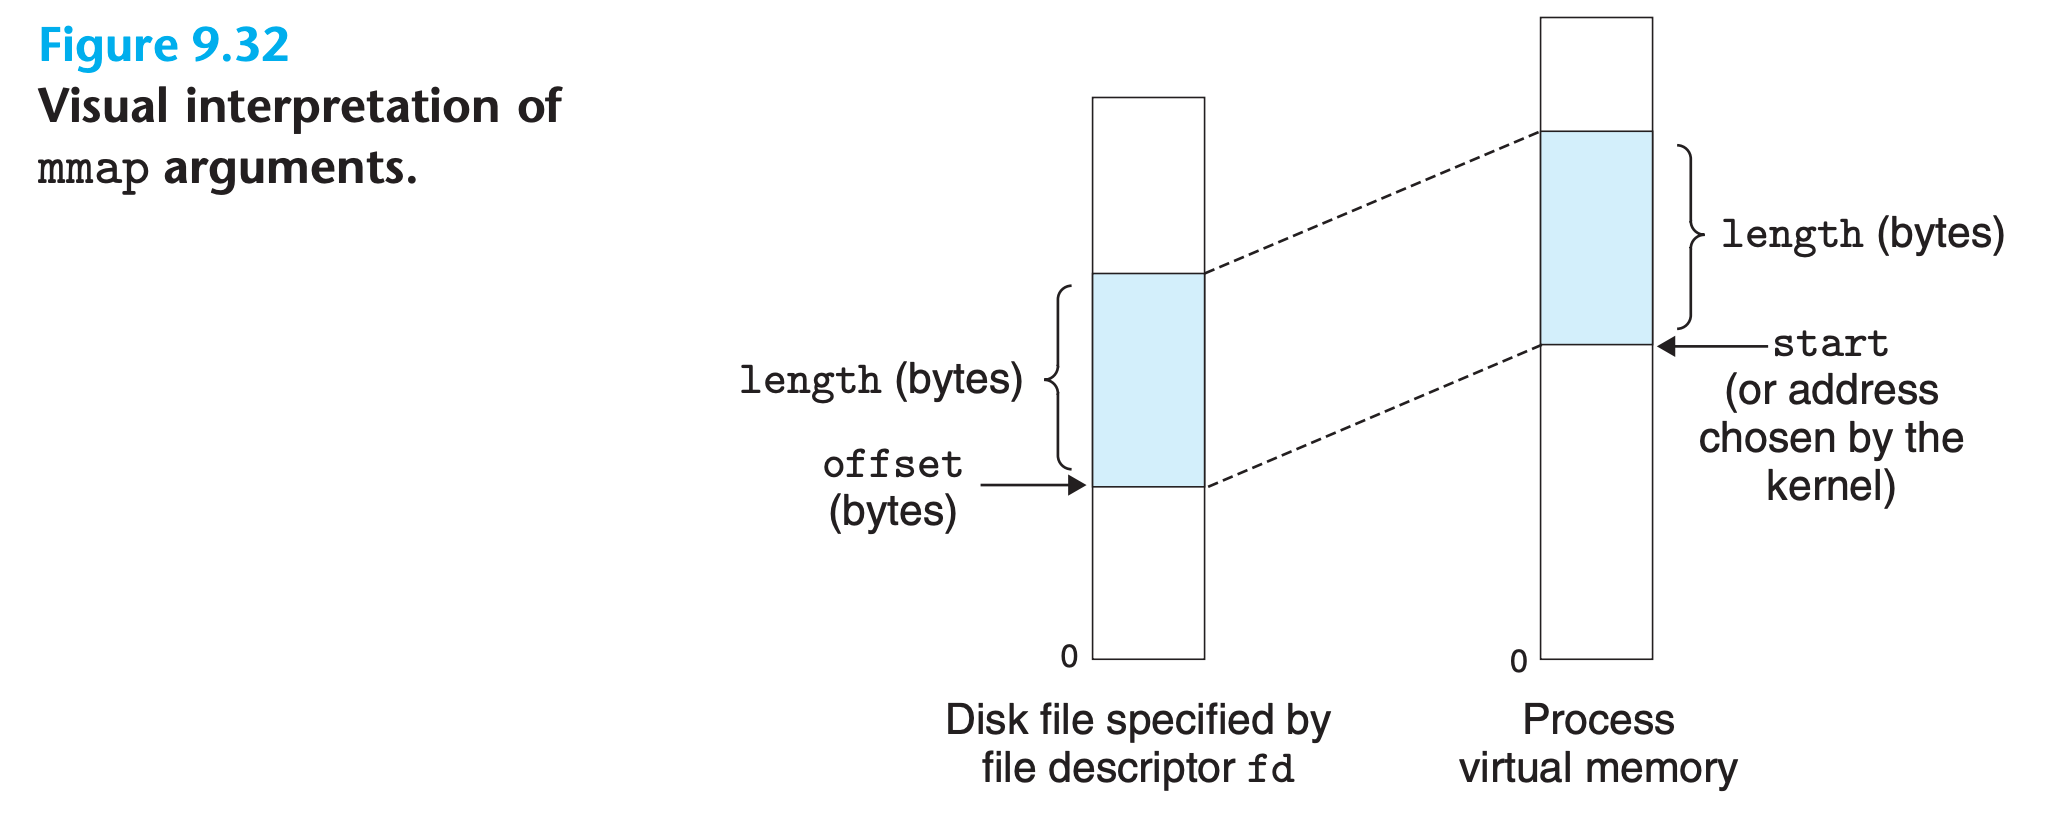 Figure 9.32
Visual interpretation of
mmap arguments.
length (bytes)
offset
(bytes)
0
Disk file specified by
file descriptor fd
length (bytes)
start
(or address
chosen by the
kernel)
0
Process
virtual memory